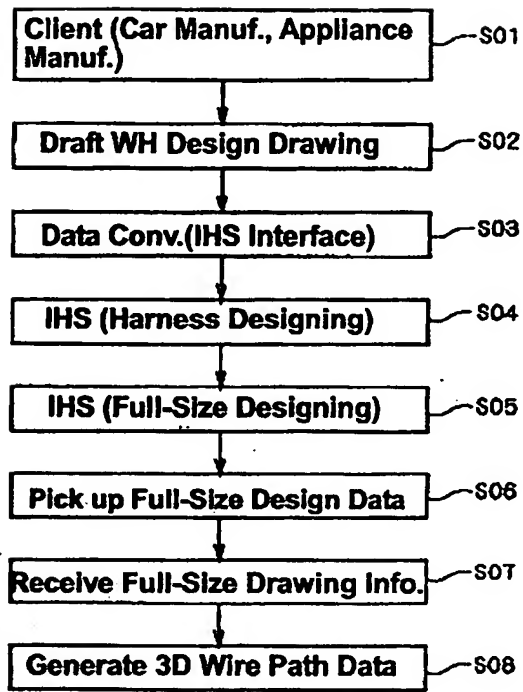 Client (Car Manuf., Appliance
Manuf.)
S01
Draft WH Design Drawing
S02
Data Conv.(IHS Interface)
S03
IHS (Harness Designing)
S04
IHS (Full-Size Designing)
S05
Pick up Full-Size Design Data
S06
Receive Full-Size Drawing Info.
S07
Generate 3D Wire Path Data
S08